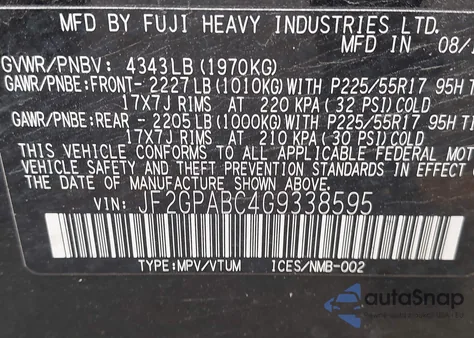 MFD BY FUJI HEAVY INDUSTRIES LTD.
MFD IN 08/
GVWR/PNBV: 4343LB (1970KG)
GAWR/PNBE:FRONT- 2227 LB(1010KG)WITH P225/55R17 95H T
17X7J RIMS AT 220 KPA (32 PSI) COLD
GAWR/PNBE:REAR - 2205 LB(1000KG)WITH P225/55R17 95H TI
17X7J RIMS AT 210 KPA (30 PSI) COLD
THIS VEHICLE CONFORMS TO ALL APPLICABLE FEDERAL MOT
VEHICLE SAFETY AND THEFT PREVENTION STANDARDS IN EFFECT O
THE DATE OF MANUFACTURE SHOWN ABOVE.
VIN: JF2GPABC4G9338595
TYPE:MPV/VTUM ICES/NMB-002
autoSnap